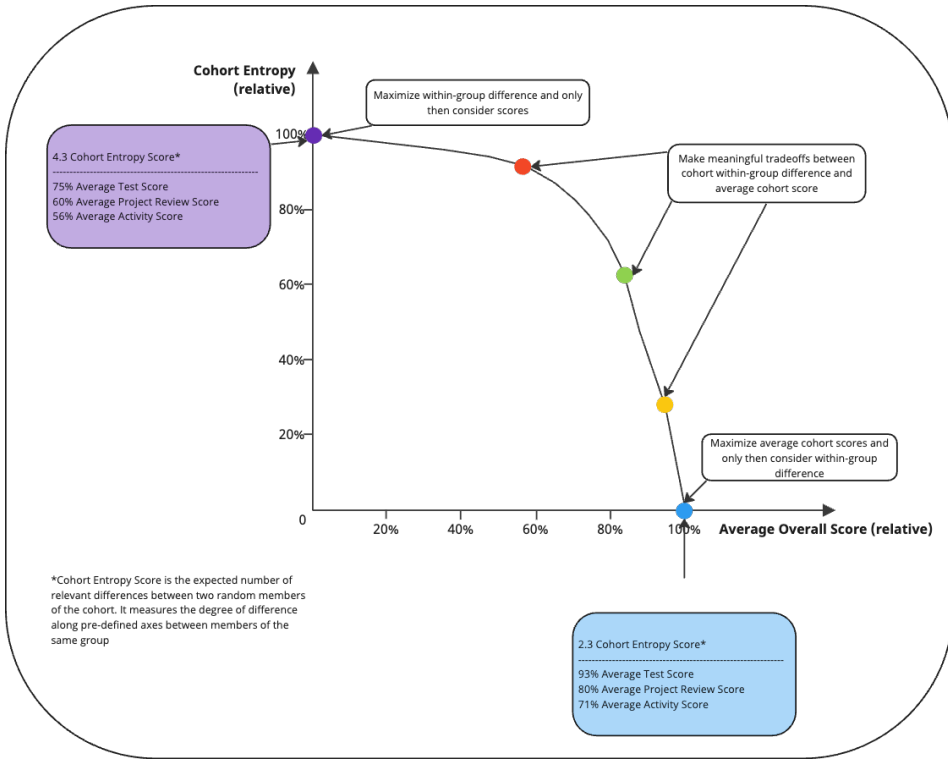 Cohort Entropy
(relative)
Maximize within-group difference and only
then consider scores
100%
4.3 Cohort Entropy Score*
--------------------------------------------------------------
75% Average Test Score
60% Average Project Review Score
56% Average Activity Score
Make meaningful tradeoffs between
cohort within-group difference and
average cohort score
80%
60%
40%
20%
Maximize average cohort scores and
only then consider within-group
difference
0
20%
40%
60%
80%
100%
Average Overall Score (relative)
*Cohort Entropy Score is the expected number of
relevant differences between two random members
of the cohort. It measures the degree of difference
along pre-defined axes between members of the
same group
2.3 Cohort Entropy Score*
--------------------------------------------------------------
93% Average Test Score
80% Average Project Review Score
71% Average Activity Score